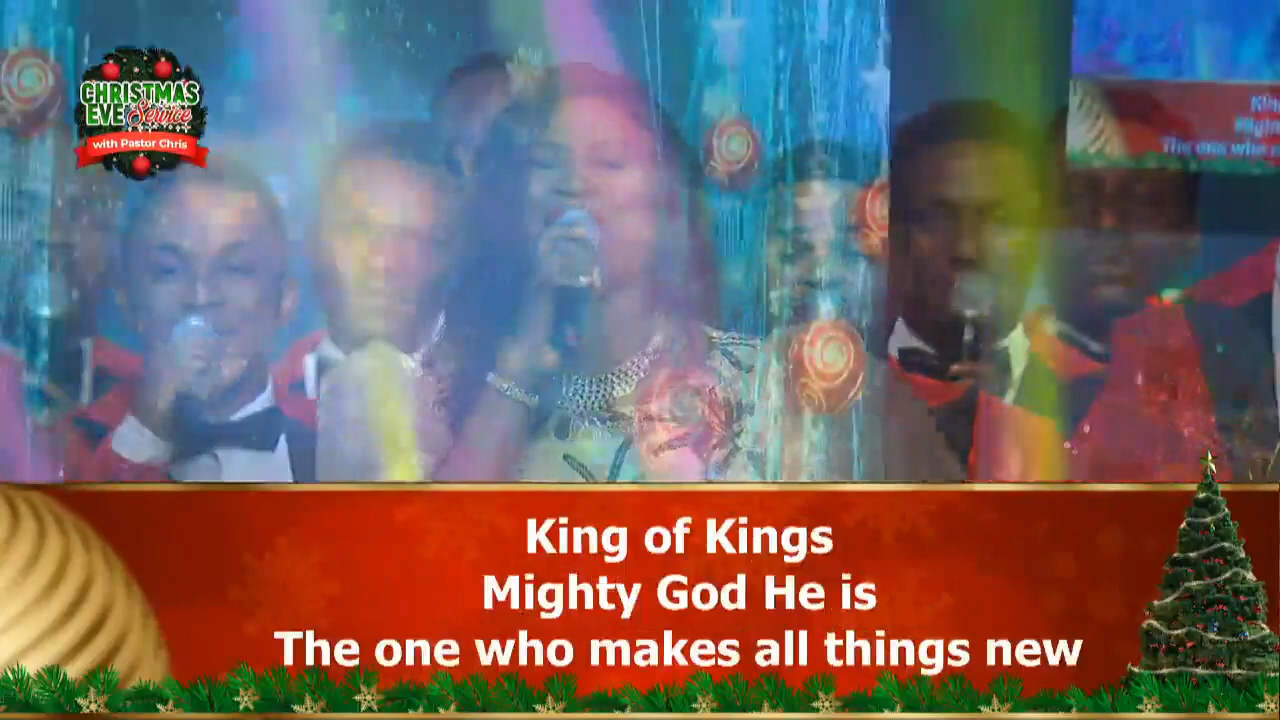 CHRISTMAS
EVE Service
with Pastor Chris
King of Kings
Mighty God He is
The one who makes all things new